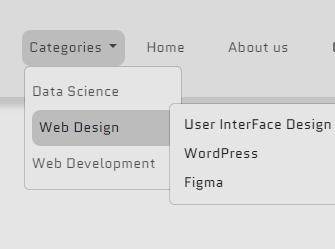 Categories Home About us
Data Science
Web Design
Web Development
User InterFace Design
WordPress
Figma